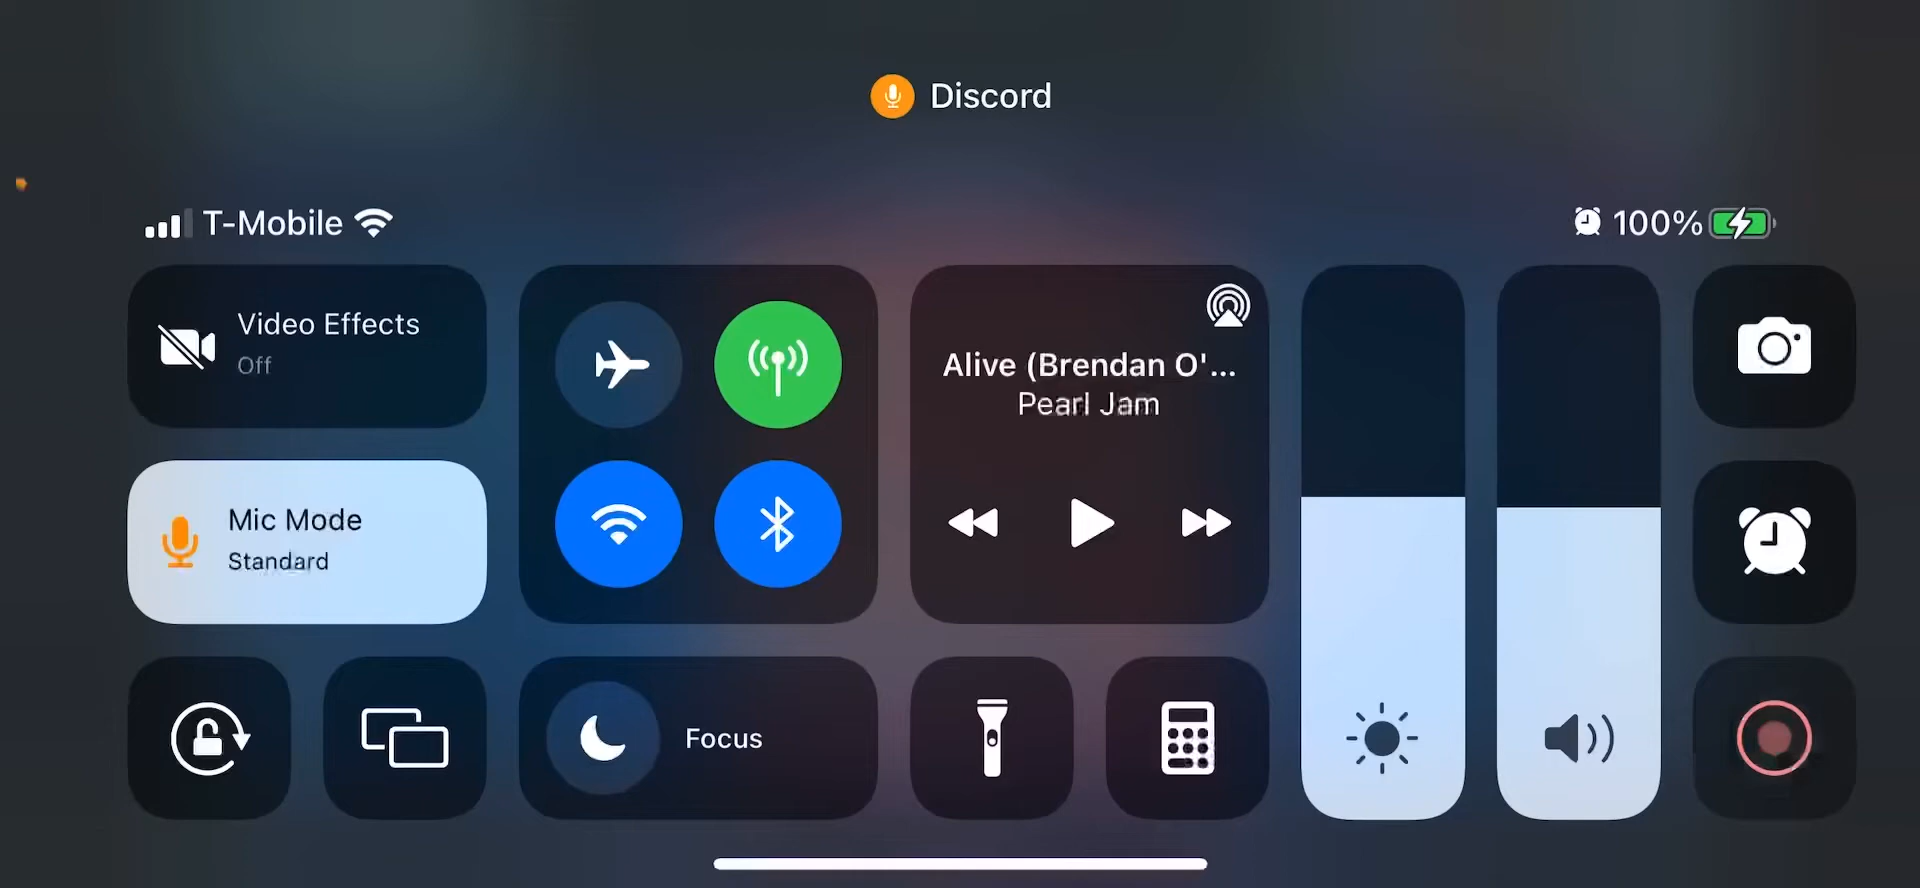 Discord
T-Mobile
100%
Video Effects
Off
Mic Mode
Standard
Alive (Brendan O'...
Pearl Jam
Focus